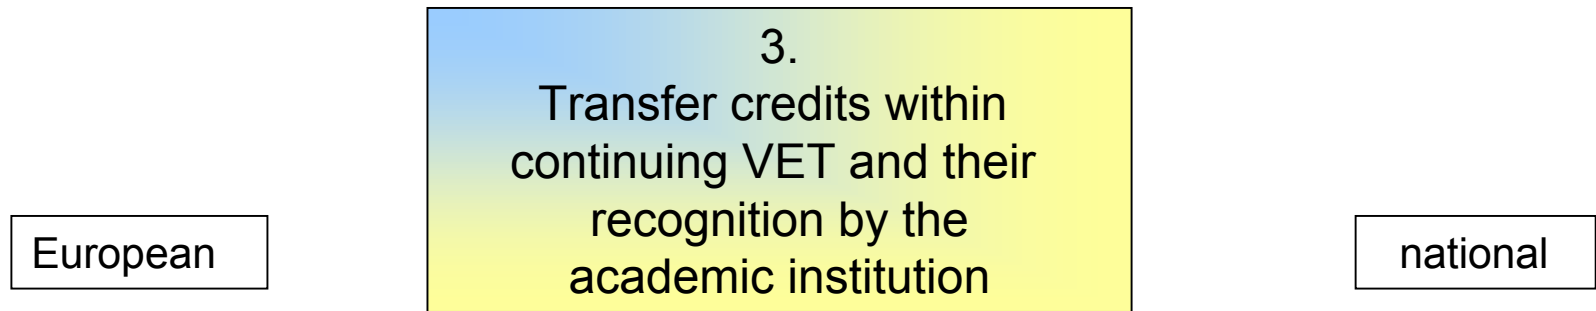 3.
Transfer credits within
continuing VET and their
recognition by the
academic institution
European
national